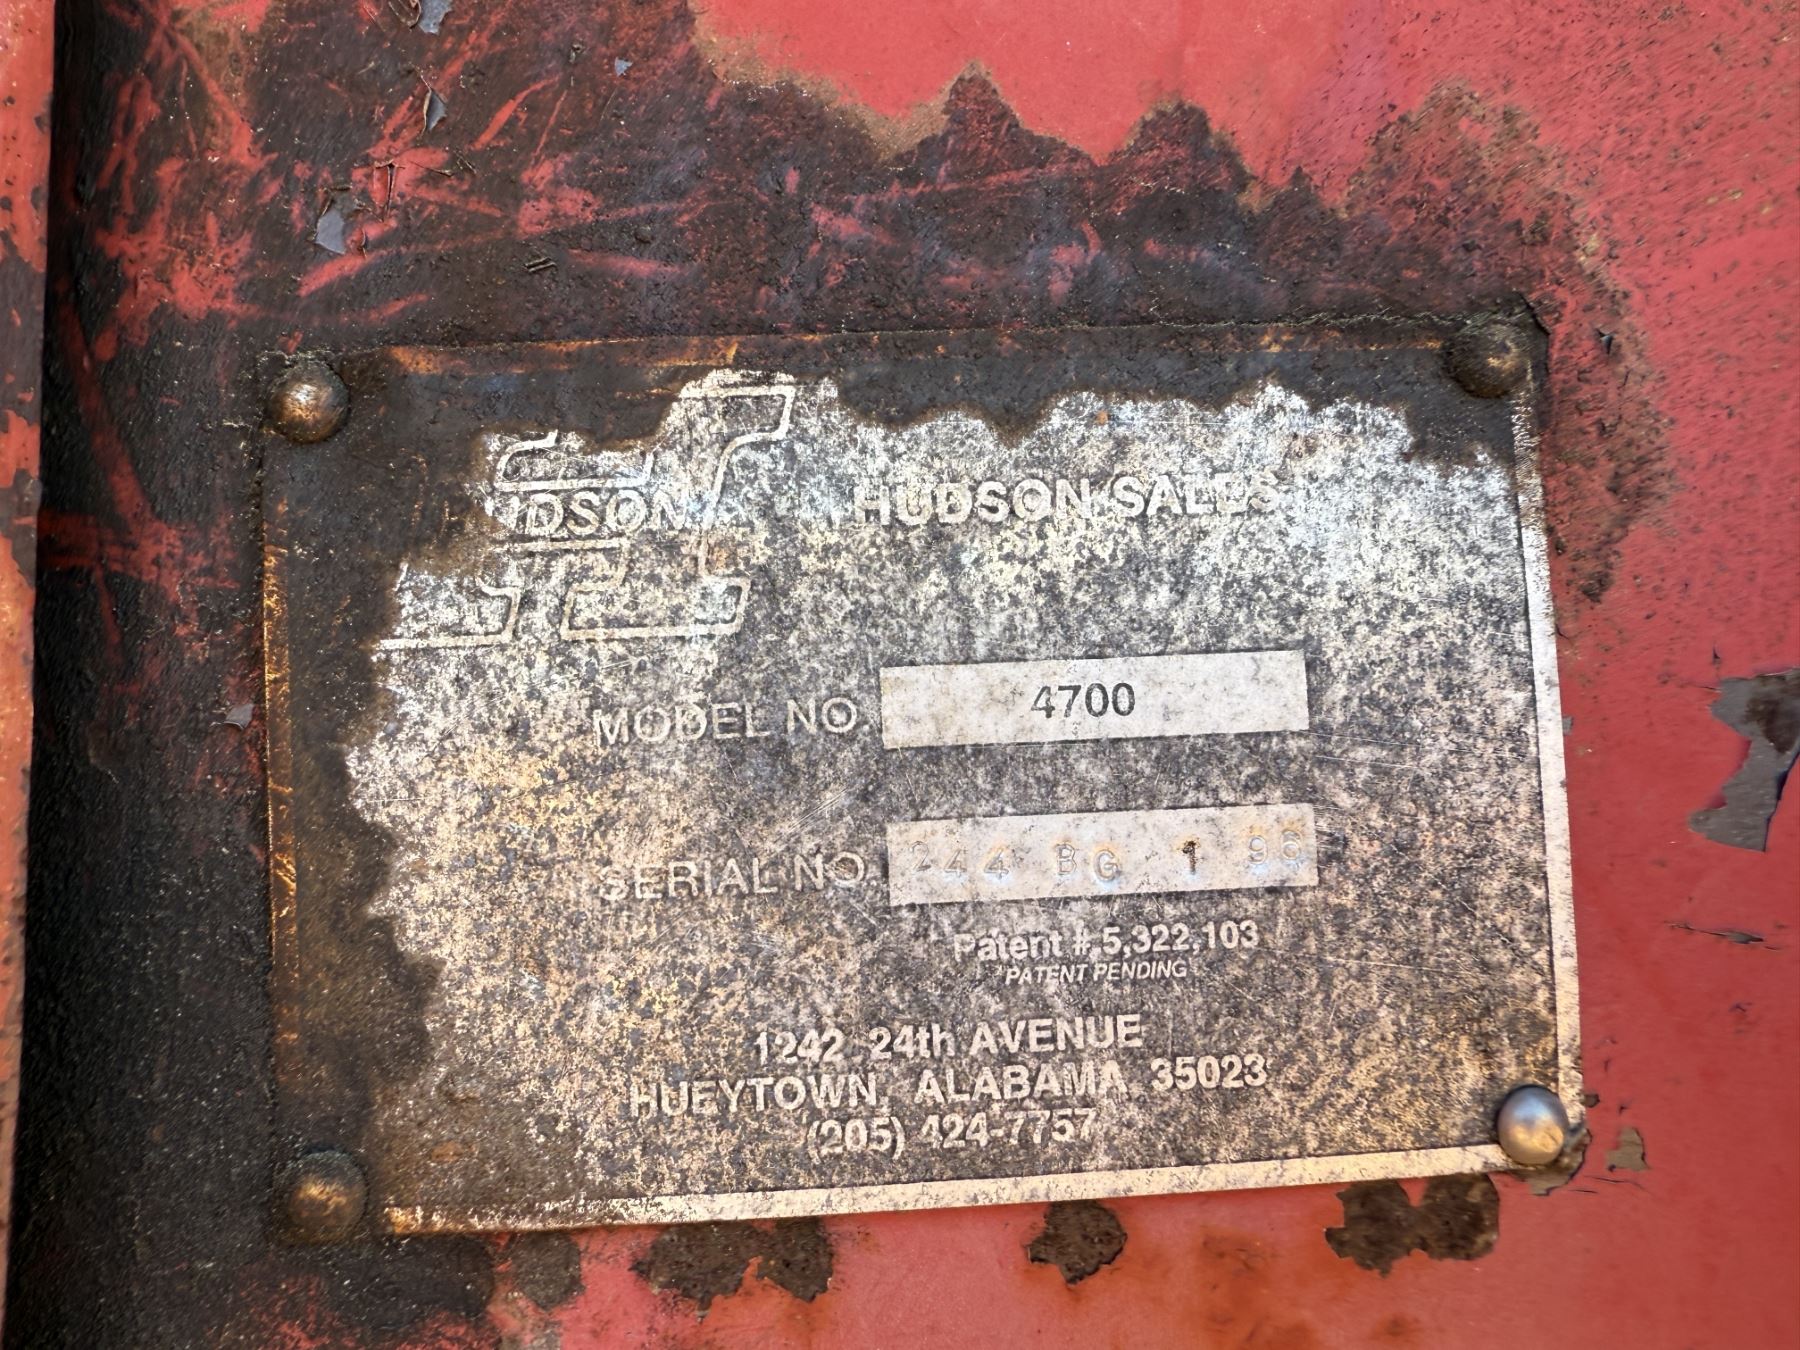 HUDSON HUDSON SALES
MODEL NO. 4700
SERIAL NO. 244 BG 1 96
Patent #,5,322,103
PATENT PENDING
1242 24th AVENUE
HUEYTOWN, ALABAMA 35023
(205) 424-7757